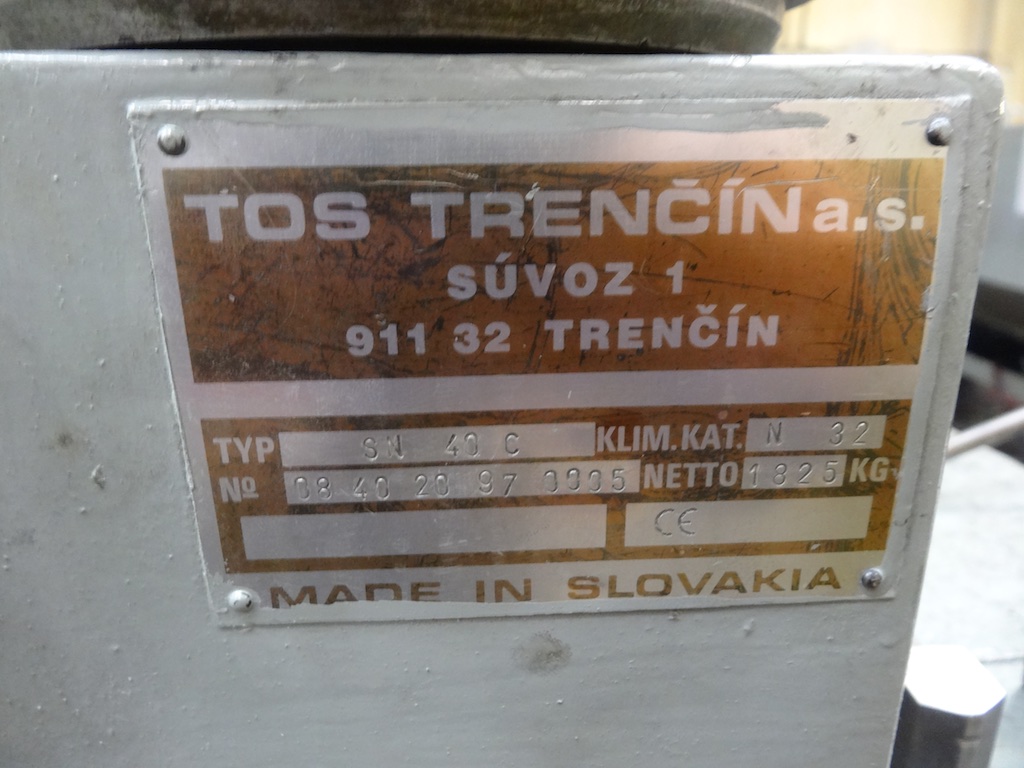 TOS TRENČÍN a.s.
SÚVOZ 1
911 32 TRENČÍN
TYP SN 40 C KLIM.KAT. N 32
Nº 08 40 20 97 0005 NETTO 1825 KG
CE
MADE IN SLOVAKIA